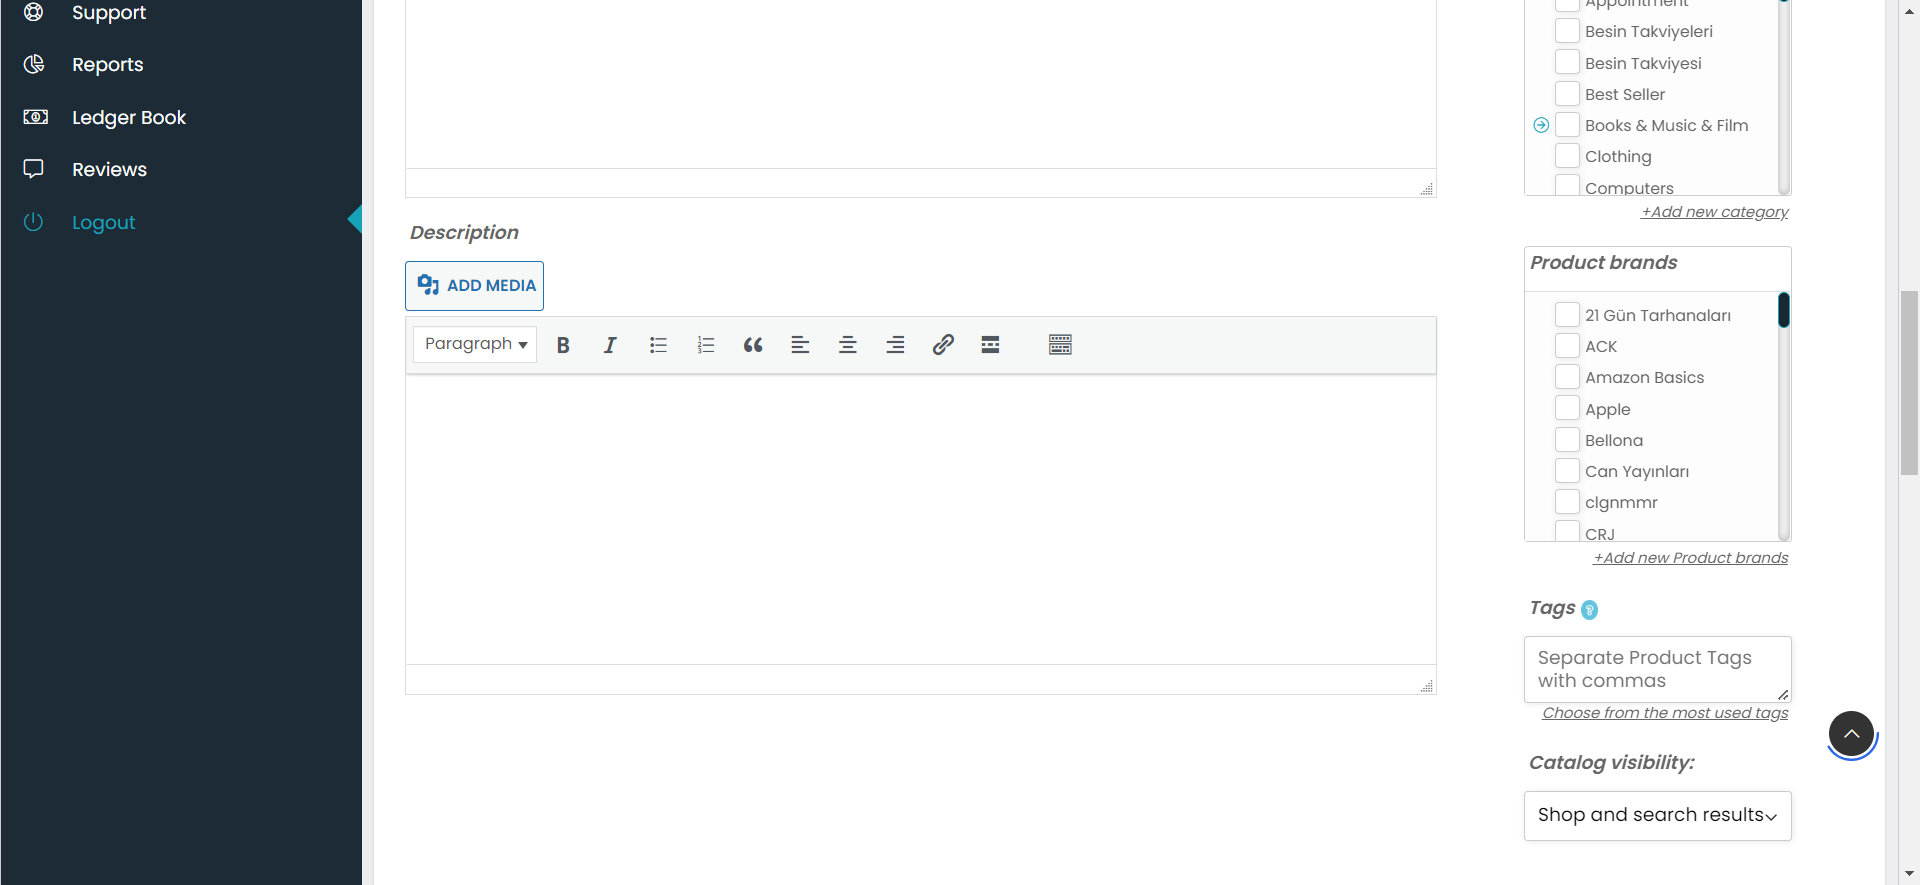 Support
Reports
Ledger Book
Reviews
Logout
Description
ADD MEDIA
Paragraph
Appointment
Besin Takviyeleri
Besin Takviyesi
Best Seller
Books & Music & Film
Clothing
Computers
+Add new category
Product brands
21 Gün Tarhanaları
ACK
Amazon Basics
Apple
Bellona
Can Yayınları
clgnmmr
CRJ
+Add new Product brands
Tags ?
Separate Product Tags
with commas
Choose from the most used tags
Catalog visibility:
Shop and search results